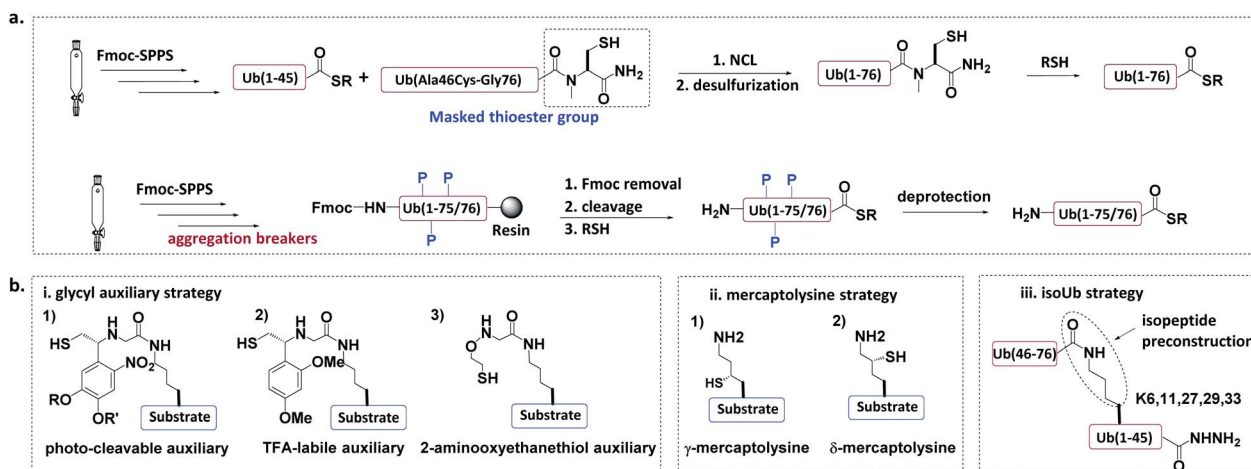 a.
Fmoc-SPPS
Ub(1-45)
O
SR
+
Ub(Ala46Cys-Gly76)
O
N
SH
NH2
O
Masked thioester group
1. NCL
2. desulfurization
Ub(1-76)
O
N
SH
NH2
O
RSH
Ub(1-76)
O
SR
Fmoc-SPPS
aggregation breakers
Fmoc-HN
P
P
Ub(1-75/76)
P
Resin
1. Fmoc removal
2. cleavage
3. RSH
P
P
H2N
Ub(1-75/76)
O
SR
P
deprotection
H2N
Ub(1-75/76)
O
SR
b.
i. glycyl auxiliary strategy
1)
HS
H
N
O
NH
NO2
RO
OR'
Substrate
photo-cleavable auxiliary
2)
HS
H
N
O
NH
OMe
OMe
Substrate
TFA-labile auxiliary
3)
H
N
O
O
NH
SH
Substrate
2-aminooxyethanethiol auxiliary
ii. mercaptolysine strategy
1)
NH2
HS
Substrate
γ-mercaptolysine
2)
NH2
SH
Substrate
δ-mercaptolysine
iii. isoUb strategy
Ub(46-76)
O
NH
isopeptide
preconstruction
K6,11,27,29,33
Ub(1-45)
NHNH2
O